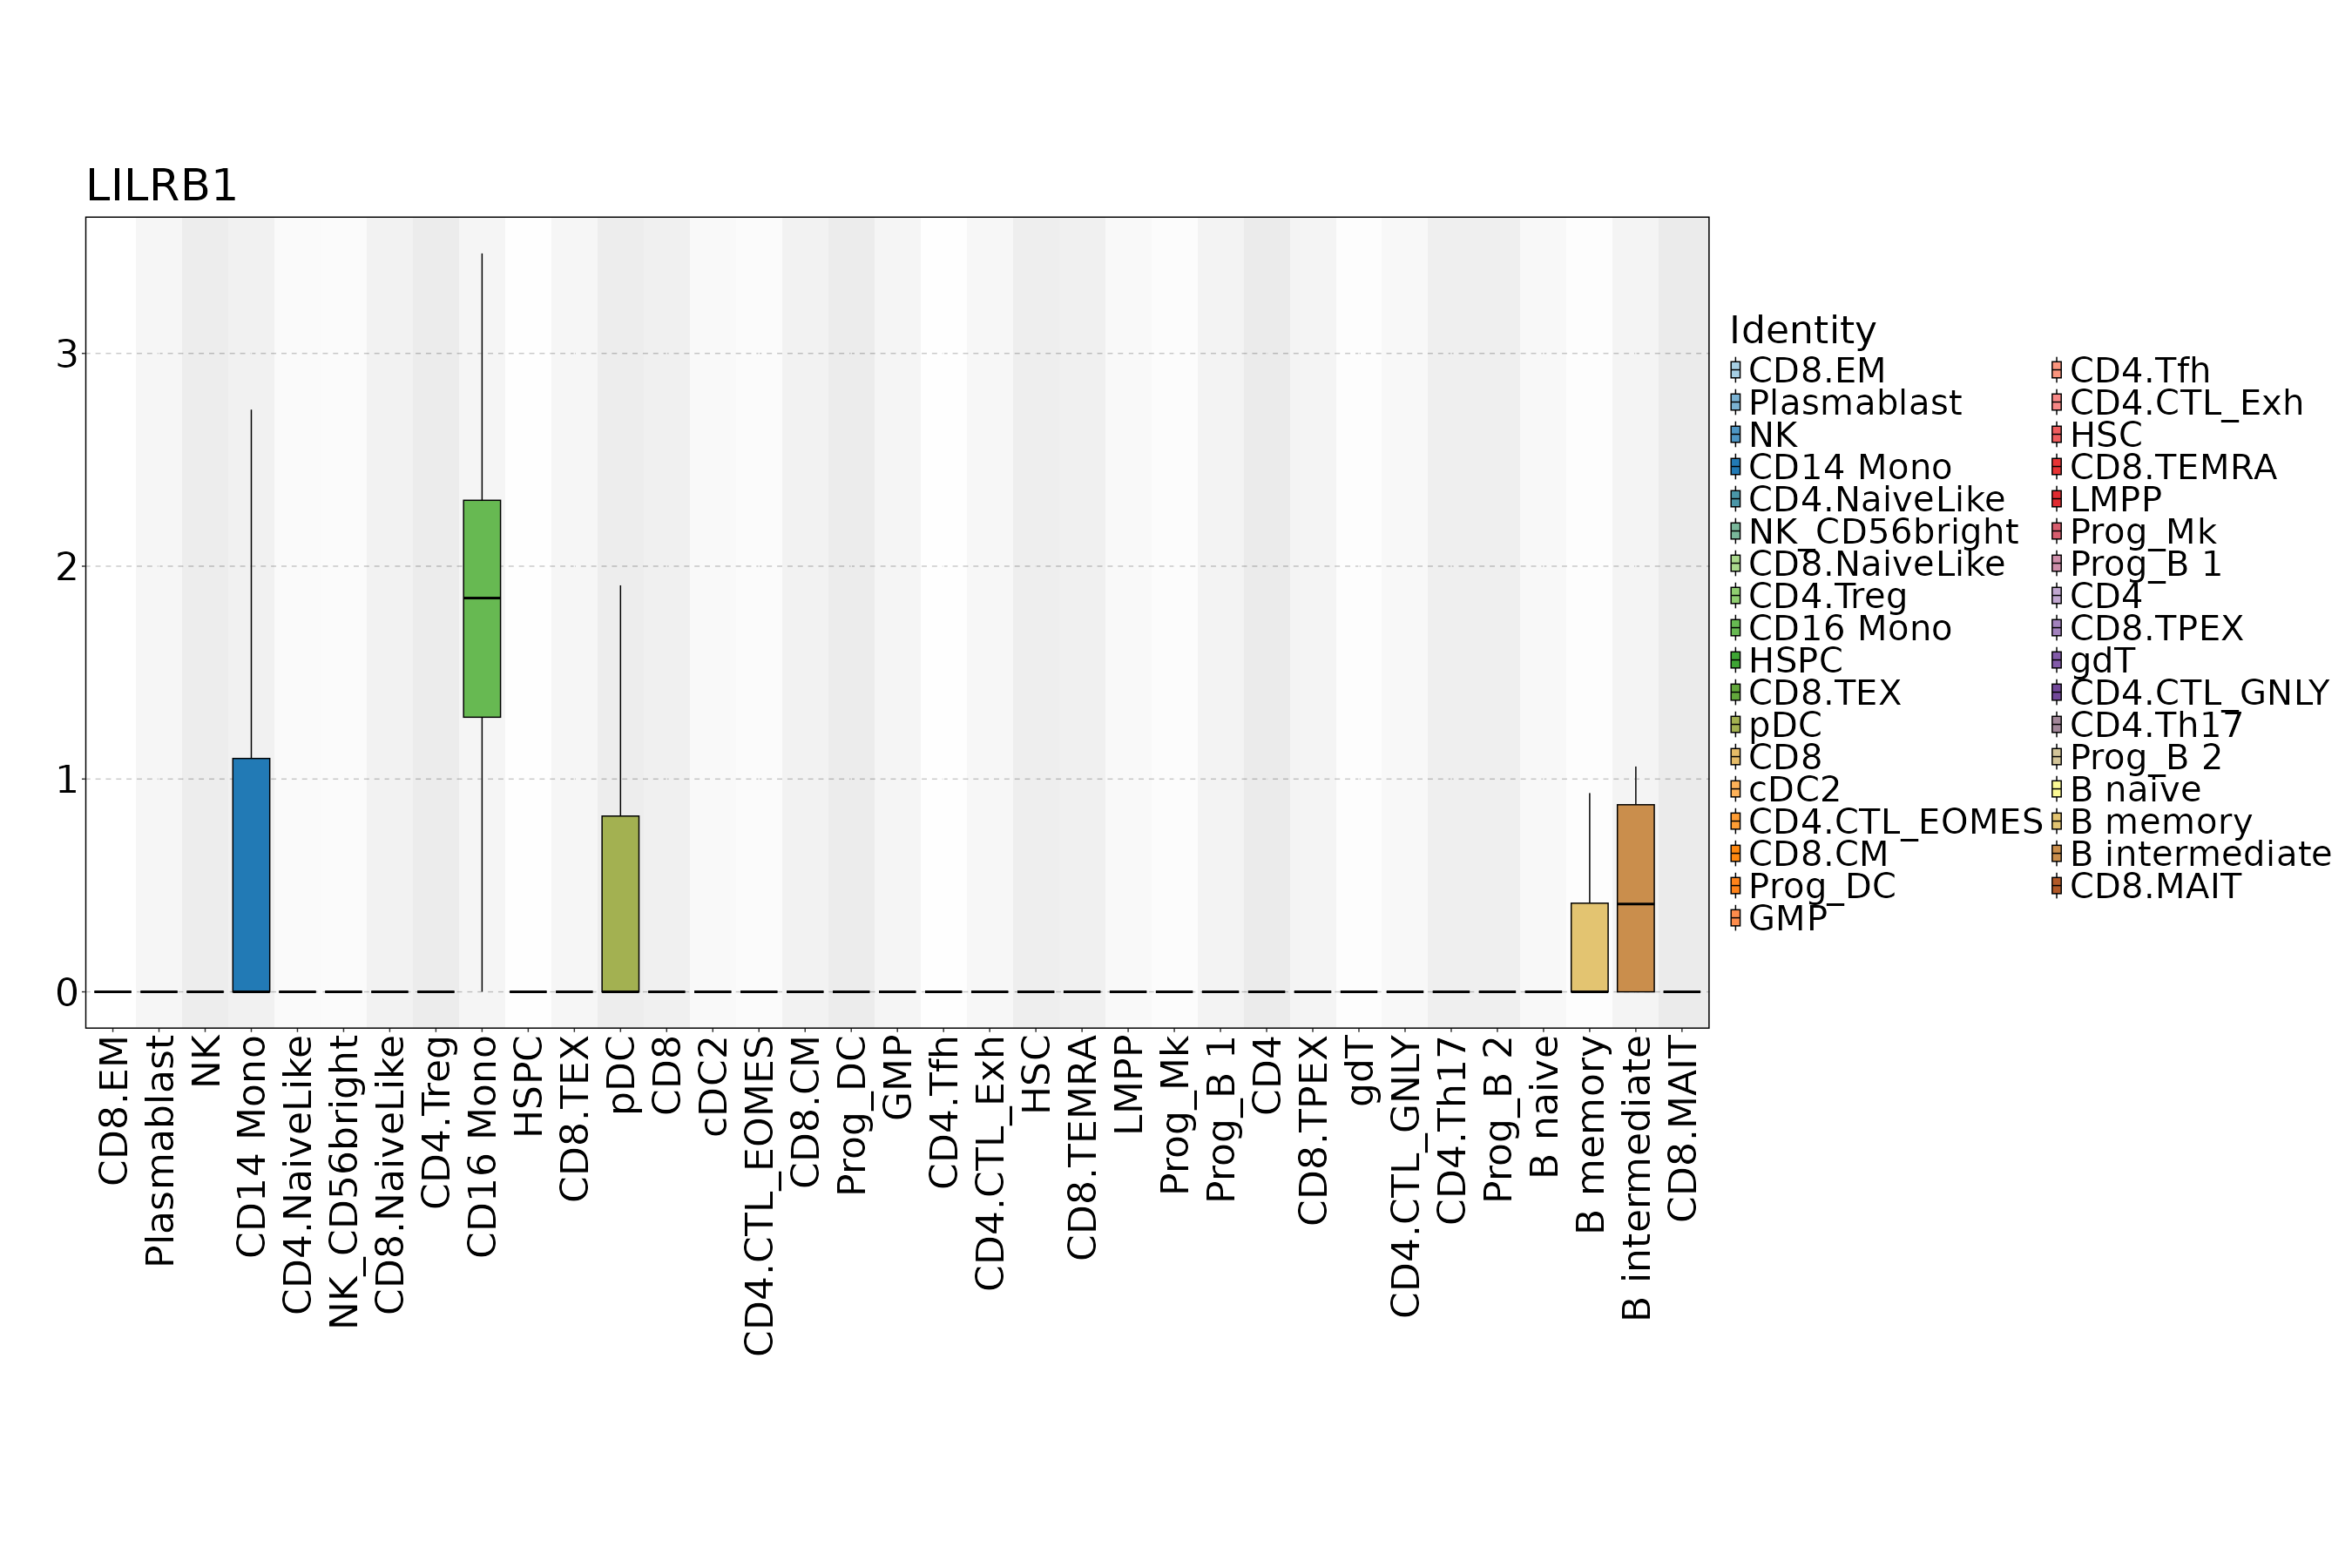 LILRB1
3
2
1
0
CD8.EM
Plasmablast
NK
CD14 Mono
CD4.NaiveLike
NK_CD56bright
CD8.NaiveLike
CD4.Treg
CD16 Mono
HSPC
CD8.TEX
pDC
CD8
cDC2
CD4.CTL_EOMES
CD8.CM
Prog_DC
GMP
CD4.Tfh
CD4.CTL_Exh
HSC
CD8.TEMRA
LMPP
Prog_Mk
Prog_B 1
CD4
CD8.TPEX
gdT
CD4.CTL_GNLY
CD4.Th17
Prog_B 2
B naive
B memory
B intermediate
CD8.MAIT
Identity
CD8.EM
Plasmablast
NK
CD14 Mono
CD4.NaiveLike
NK_CD56bright
CD8.NaiveLike
CD4.Treg
CD16 Mono
HSPC
CD8.TEX
pDC
CD8
cDC2
CD4.CTL_EOMES
CD8.CM
Prog_DC
GMP
CD4.Tfh
CD4.CTL_Exh
HSC
CD8.TEMRA
LMPP
Prog_Mk
Prog_B 1
CD4
CD8.TPEX
gdT
CD4.CTL_GNLY
CD4.Th17
Prog_B 2
B naive
B memory
B intermediate
CD8.MAIT